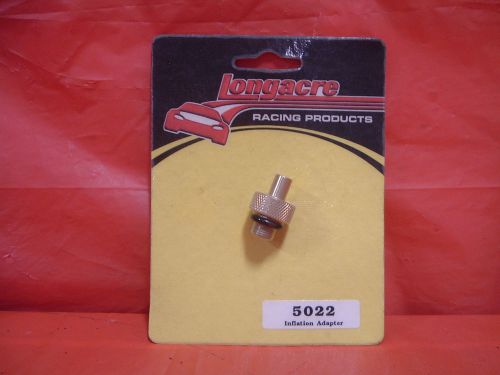 Longacre
RACING PRODUCTS
5022
Inflation Adapter